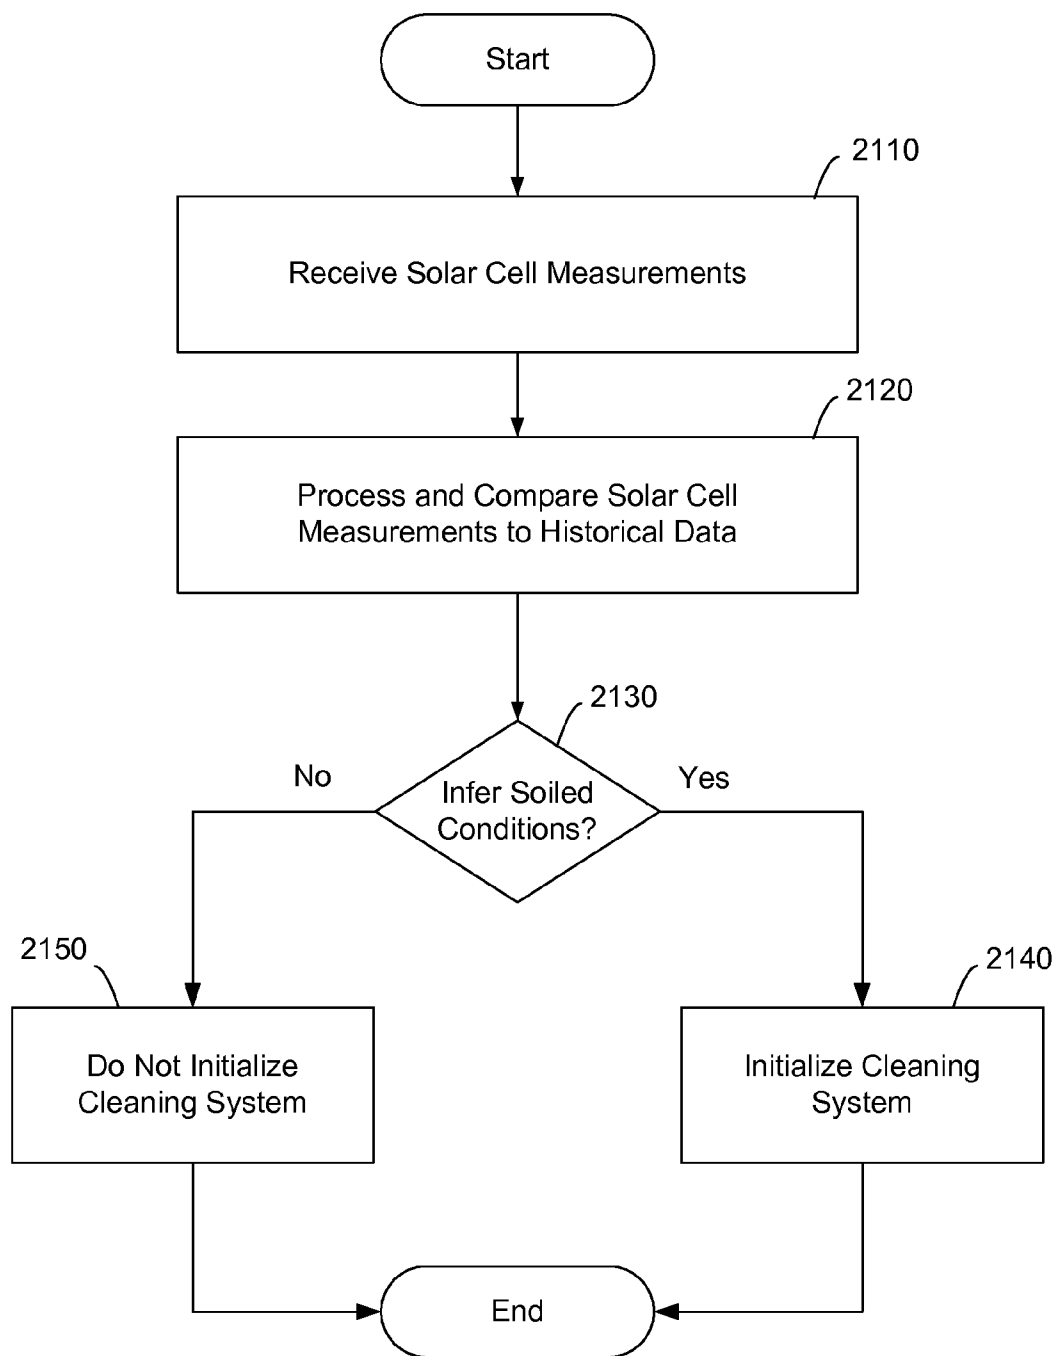 Start
2110
Receive Solar Cell Measurements
2120
Process and Compare Solar Cell
Measurements to Historical Data
2130
No
Yes
Infer Soiled
Conditions?
2150
2140
Do Not Initialize
Cleaning System
Initialize Cleaning
System
End